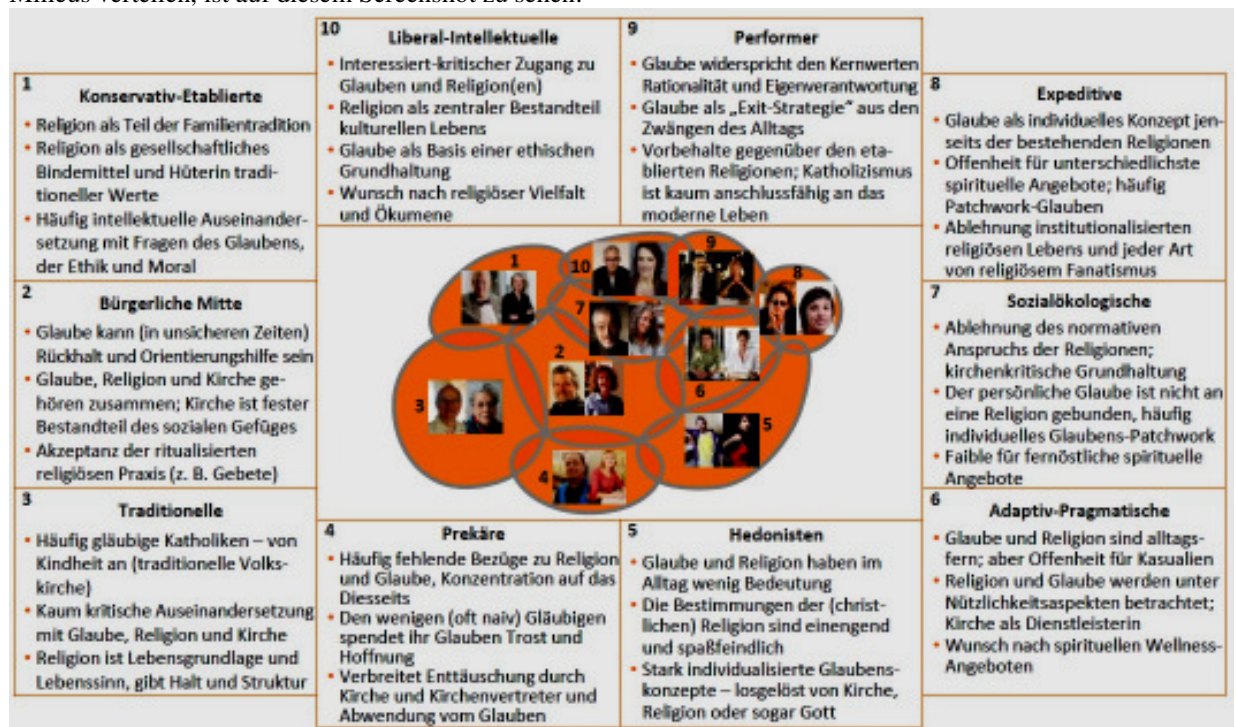 Milieus verteilen, ist auf diesem Screenshot zu sehen:
10
Liberal-Intellektuelle
• Interessiert-kritischer Zugang zu
Glauben und Religion(en)
• Religion als zentraler Bestandteil
kulturellen Lebens
• Glaube als Basis einer ethischen
Grundhaltung
• Wunsch nach religiöser Vielfalt
und Ökumene
9
Performer
• Glaube widerspricht den Kernwerten
Rationalität und Eigenverantwortung
• Glaube als „Exit-Strategie“ aus den
Zwängen des Alltags
• Vorbehalte gegenüber den eta-
blierten Religionen; Katholizismus
ist kaum anschlussfähig an das
moderne Leben
1
Konservativ-Etablierte
• Religion als Teil der Familientradition
• Religion als gesellschaftliches
Bindemittel und Hüterin tradi-
tioneller Werte
• Häufig intellektuelle Auseinander-
setzung mit Fragen des Glaubens,
der Ethik und Moral
8
Expeditive
• Glaube als individuelles Konzept jen-
seits der bestehenden Religionen
• Offenheit für unterschiedlichste
spirituelle Angebote; häufig
Patchwork-Glauben
• Ablehnung institutionalisierten
religiösen Lebens und jeder Art
von religiösem Fanatismus
2
Bürgerliche Mitte
• Glaube kann (in unsicheren Zeiten)
Rückhalt und Orientierungshilfe sein
• Glaube, Religion und Kirche ge-
hören zusammen; Kirche ist fester
Bestandteil des sozialen Gefüges
• Akzeptanz der ritualisierten
religiösen Praxis (z. B. Gebete)
1
10
9
8
7
2
6
3
5
4
7
Sozialökologische
• Ablehnung des normativen
Anspruchs der Religionen;
kirchenkritische Grundhaltung
• Der persönliche Glaube ist nicht an
eine Religion gebunden, häufig
individuelles Glaubens-Patchwork
• Faible für fernöstliche spirituelle
Angebote
3
Traditionelle
• Häufig gläubige Katholiken – von
Kindheit an (traditionelle Volks-
kirche)
• Kaum kritische Auseinandersetzung
mit Glaube, Religion und Kirche
• Religion ist Lebensgrundlage und
Lebenssinn, gibt Halt und Struktur
4
Prekäre
• Häufig fehlende Bezüge zu Religion
und Glaube, Konzentration auf das
Diesseits
• Den wenigen (oft naiv) Gläubigen
spendet ihr Glauben Trost und
Hoffnung
• Verbreitet Enttäuschung durch
Kirche und Kirchenvertreter und
Abwendung vom Glauben
5
Hedonisten
• Glaube und Religion haben im
Alltag wenig Bedeutung
• Die Bestimmungen der (christ-
lichen) Religion sind einengend
und spaßfeindlich
• Stark individualisierte Glaubens-
konzepte – losgelöst von Kirche,
Religion oder sogar Gott
6
Adaptiv-Pragmatische
• Glaube und Religion sind alltags-
fern; aber Offenheit für Kasualien
• Religion und Glaube werden unter
Nützlichkeitsaspekten betrachtet;
Kirche als Dienstleisterin
• Wunsch nach spirituellen Wellness-
Angeboten